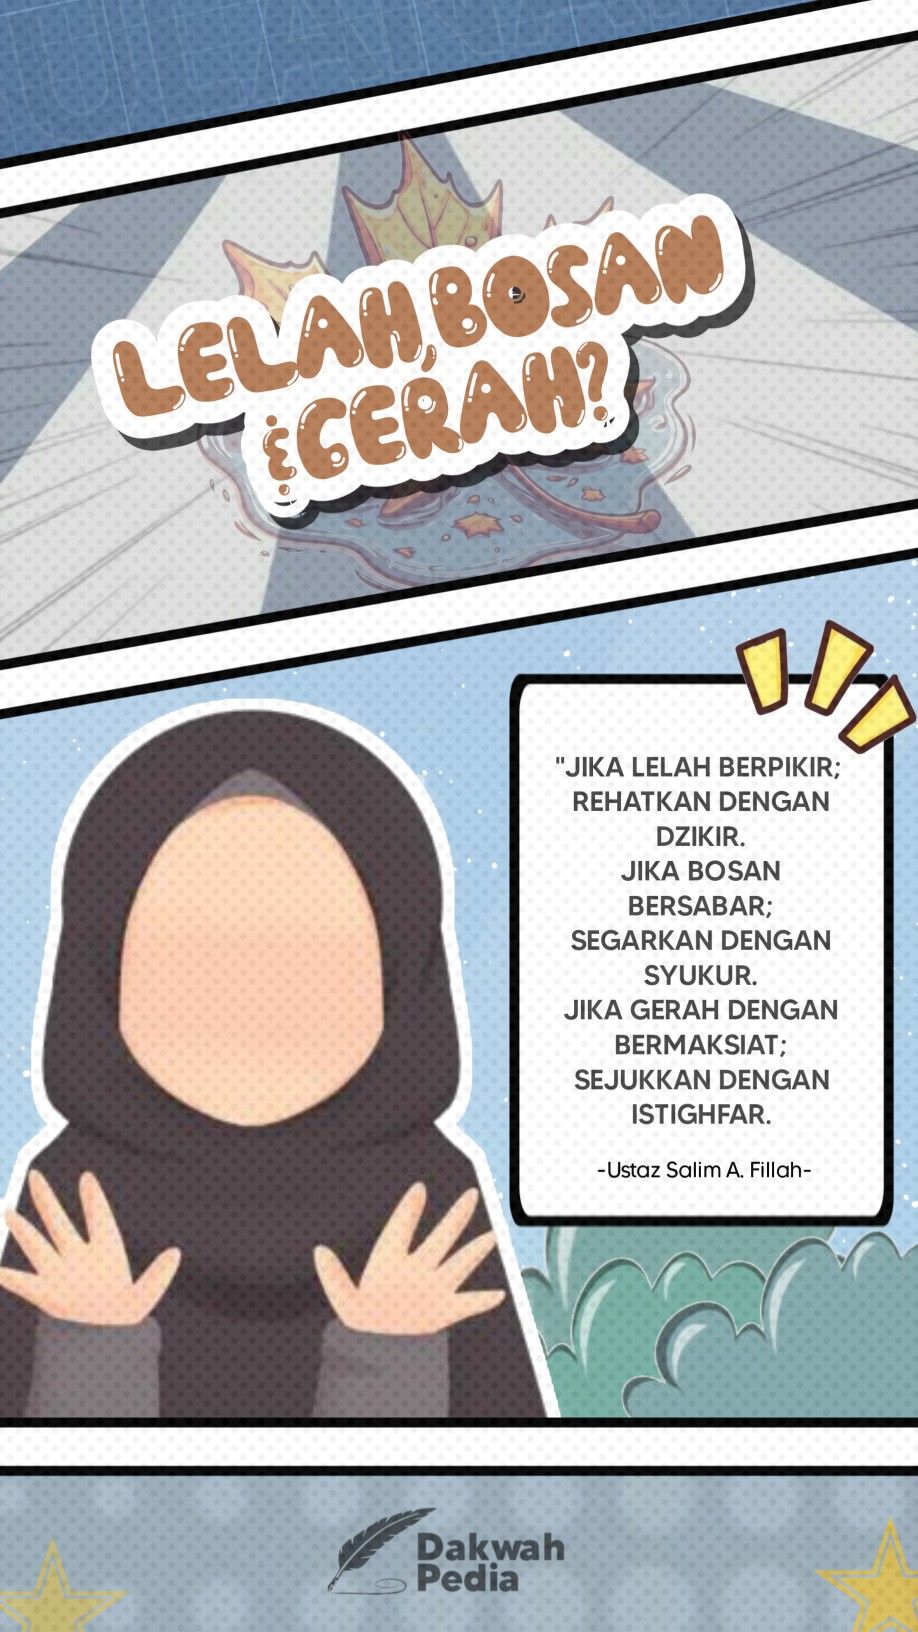 LELAH, BOSAN
& GERAH?
"JIKA LELAH BERPIKIR;
REHATKAN DENGAN
DZIKIR.
JIKA BOSAN
BERSABAR;
SEGARKAN DENGAN
SYUKUR.
JIKA GERAH DENGAN
BERMAKSIAT;
SEJUKKAN DENGAN
ISTIGHFAR.
-Ustaz Salim A. Fillah-
Dakwah
Pedia